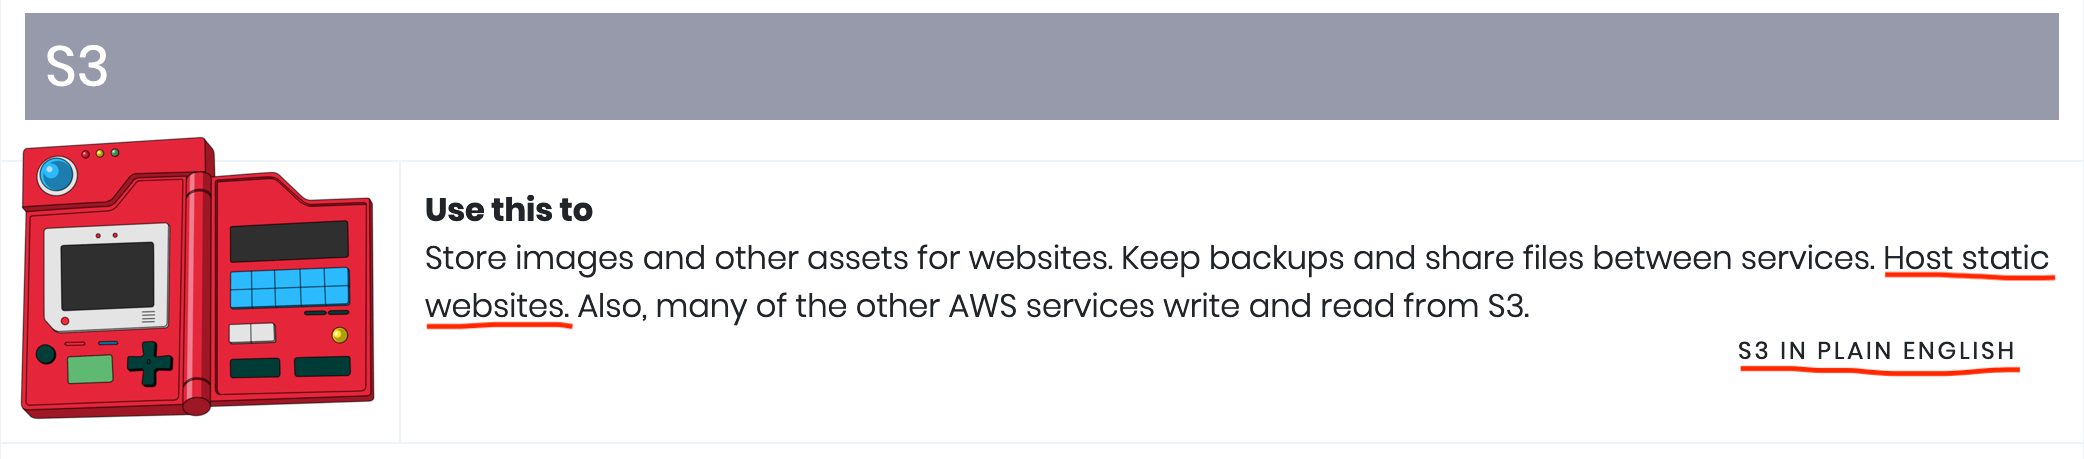 S3
Use this to
Store images and other assets for websites. Keep backups and share files between services. Host static
websites. Also, many of the other AWS services write and read from S3.
S3 IN PLAIN ENGLISH